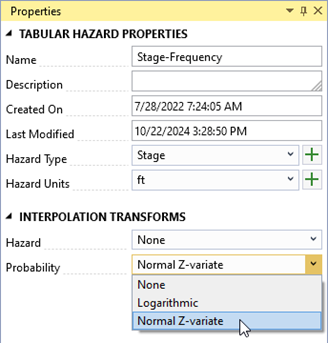 Properties
TABULAR HAZARD PROPERTIES
Name Stage-Frequency
Description
Created On 7/28/2022 7:24:05 AM
Last Modified 10/22/2024 3:28:50 PM
Hazard Type Stage
Hazard Units ft
INTERPOLATION TRANSFORMS
Hazard None
Probability Normal Z-variate
None
Logarithmic
Normal Z-variate